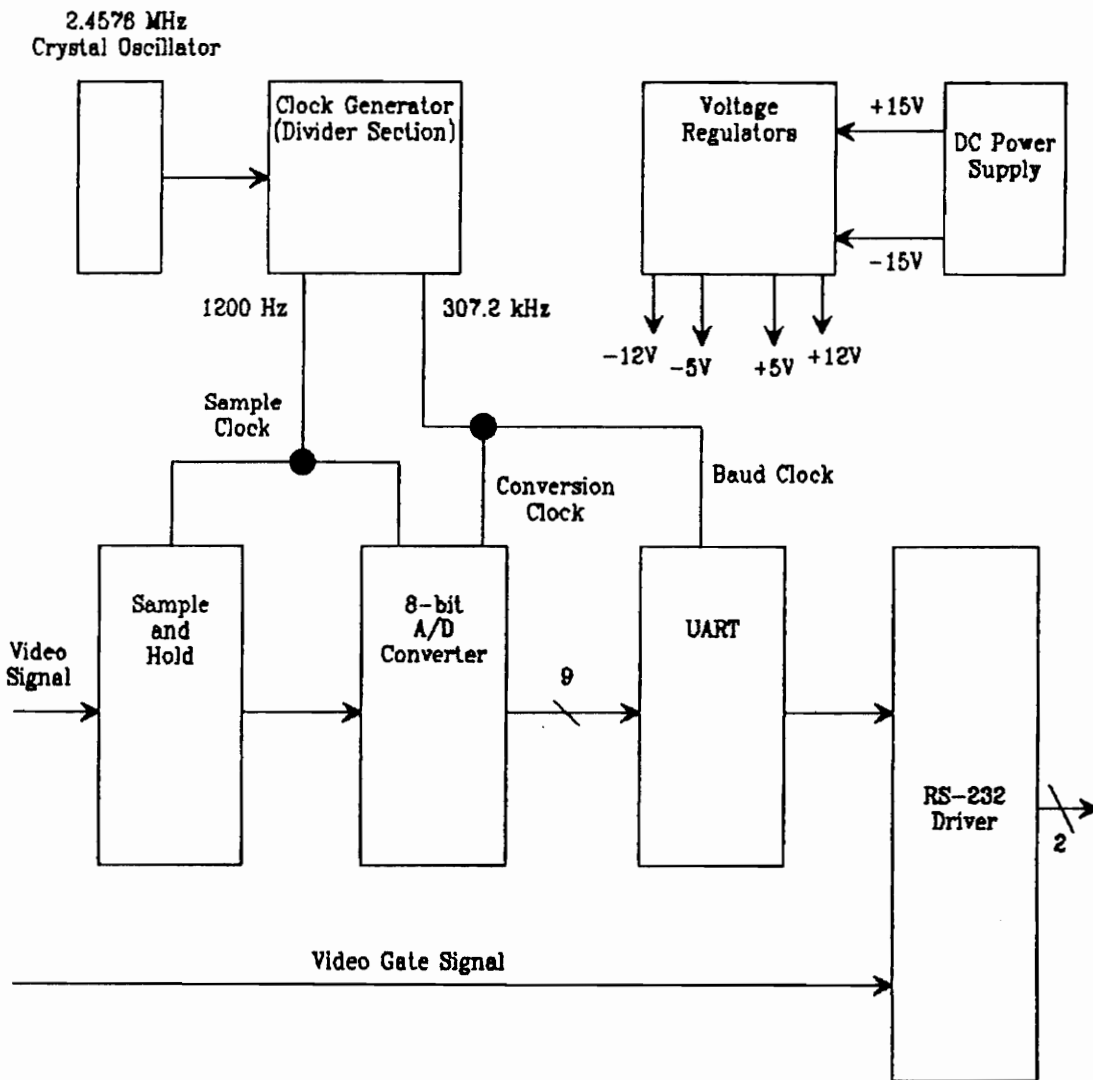 2.4576 MHz
Crystal Oscillator
Clock Generator
(Divider Section)
Voltage
Regulators
+15V
DC Power
Supply
-15V
1200 Hz
307.2 kHz
-12V
-5V
+5V
+12V
Sample
Clock
Conversion
Clock
Baud Clock
Sample
and
Hold
8-bit
A/D
Converter
UART
Video
Signal
9
RS-232
Driver
2
Video Gate Signal